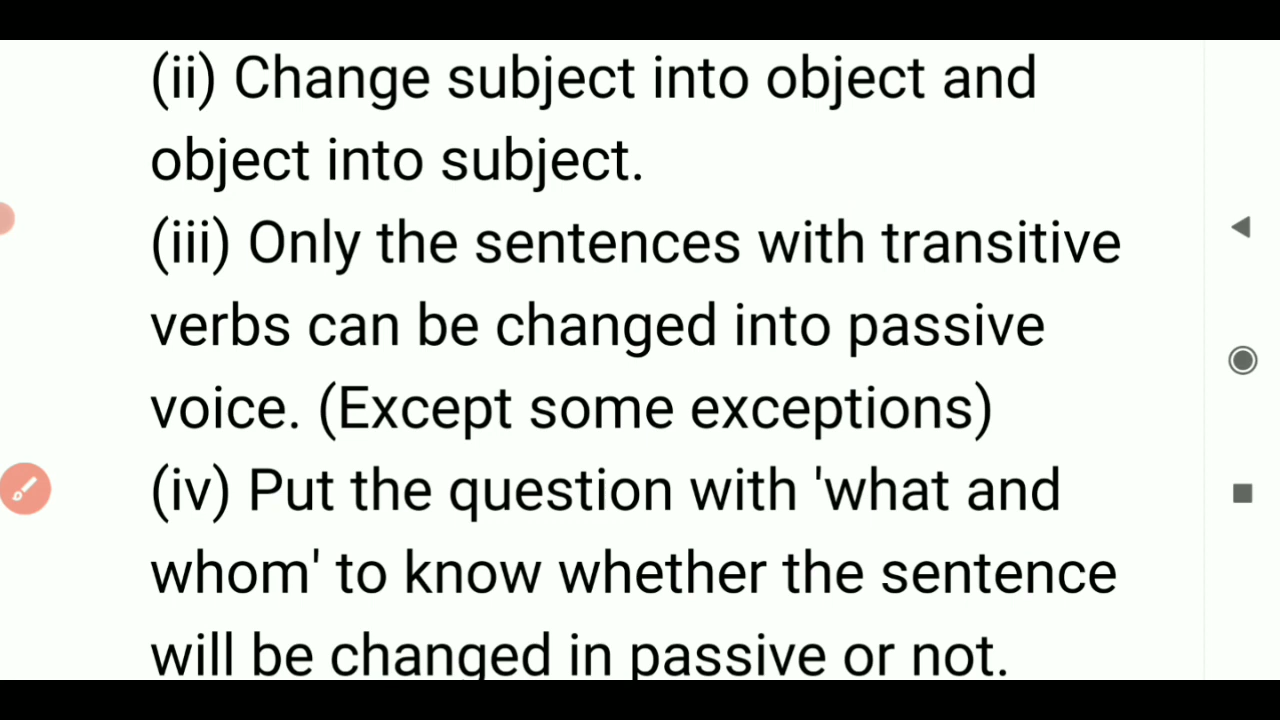 (ii) Change subject into object and
object into subject.
(iii) Only the sentences with transitive
verbs can be changed into passive
voice. (Except some exceptions)
(iv) Put the question with 'what and
whom' to know whether the sentence
will be changed in passive or not.